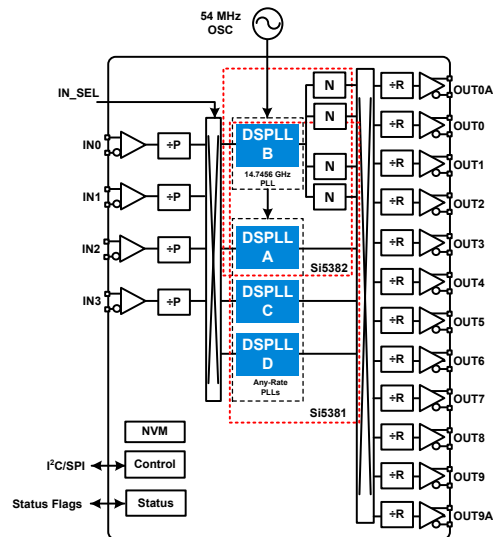 54 MHz
OSC
IN_SEL
IN0
÷P
IN1
÷P
IN2
÷P
IN3
÷P
DSPLL
B
14.7456 GHz
PLL
DSPLL
A
Si5382
DSPLL
C
DSPLL
D
Any-Rate
PLLs
Si5381
N
N
N
N
÷R
OUT0A
÷R
OUT0
÷R
OUT1
÷R
OUT2
÷R
OUT3
÷R
OUT4
÷R
OUT5
÷R
OUT6
÷R
OUT7
÷R
OUT8
÷R
OUT9
÷R
OUT9A
NVM
I²C/SPI
Control
Status Flags
Status